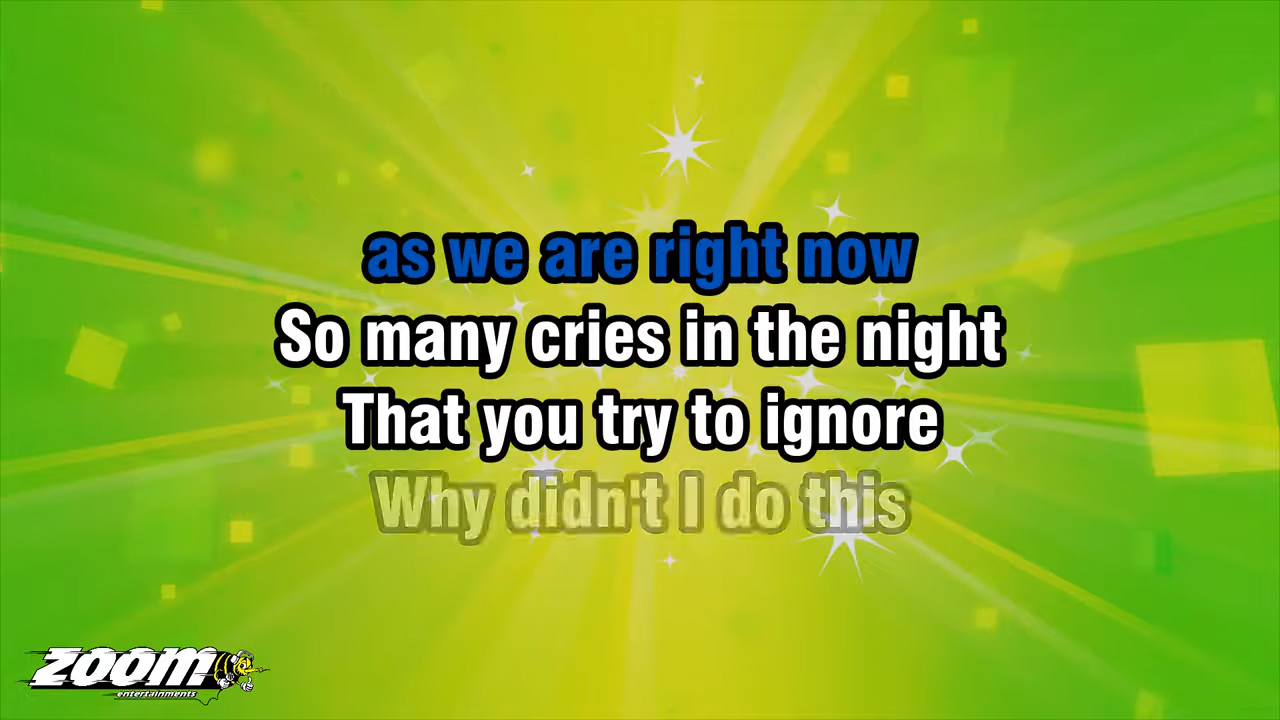 as we are right now
So many cries in the night
That you try to ignore
Why didn't I do this
ZOOM
entertainments